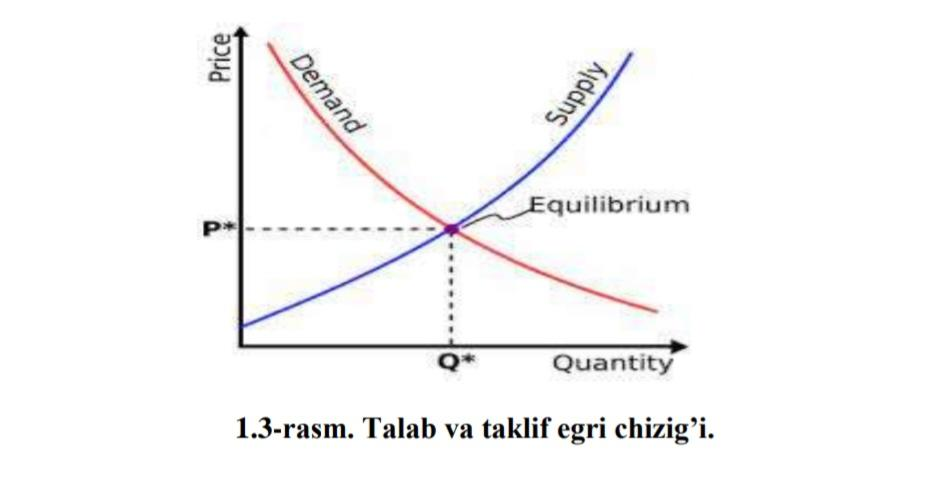 Price
Demand
Supply
Equilibrium
P*
Q*
Quantity
1.3-rasm. Talab va taklif egri chizig’i.